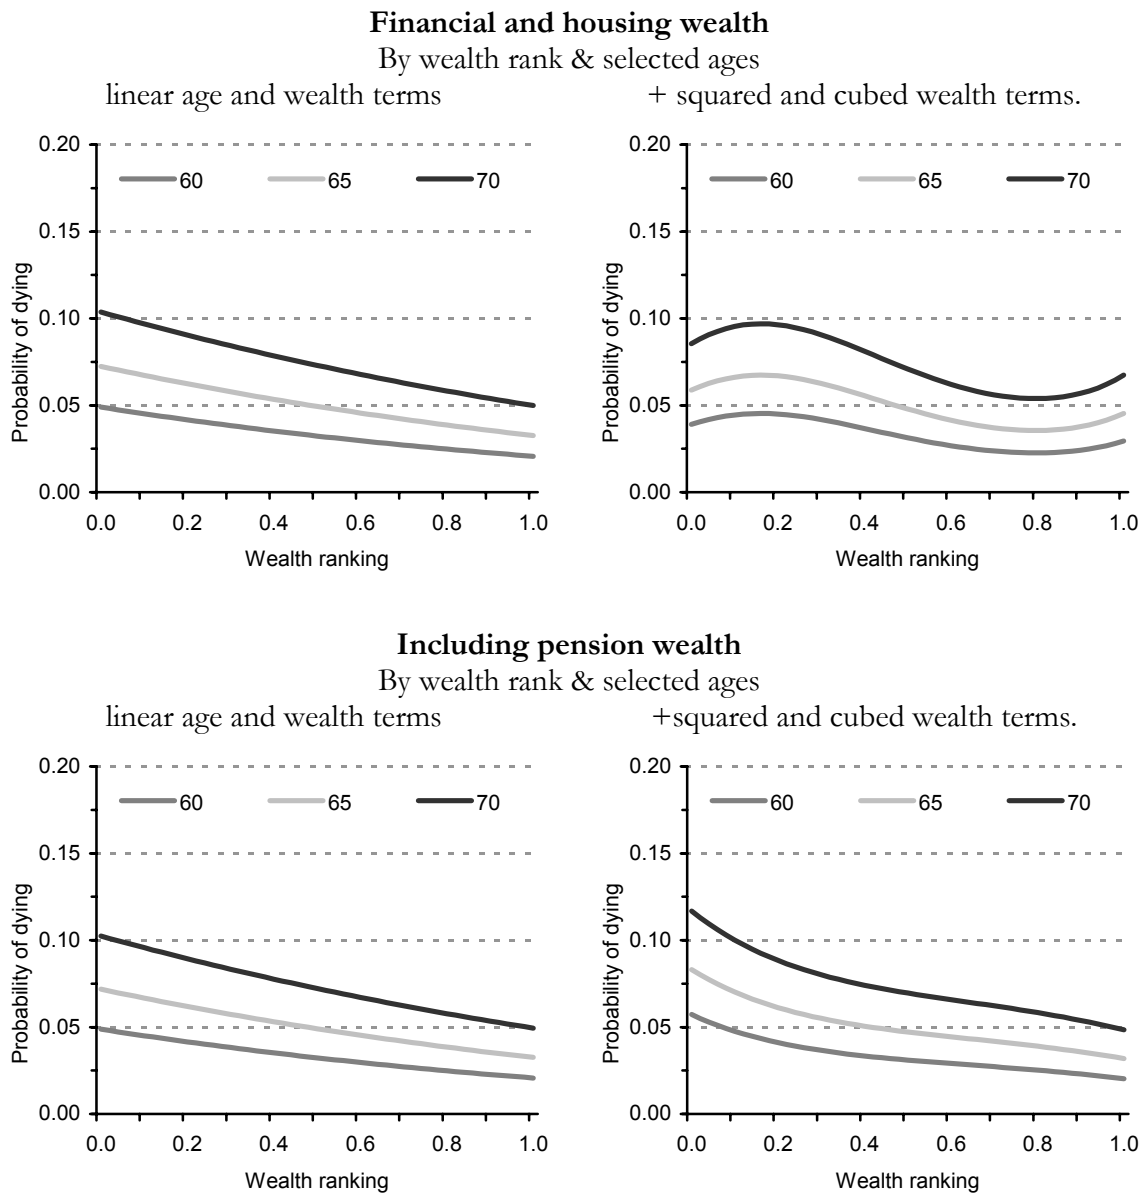 Financial and housing wealth
By wealth rank & selected ages
linear age and wealth terms
+ squared and cubed wealth terms.
0.20
60 65 70
0.15
0.10
0.05
0.00
Probability of dying
0.0 0.2 0.4 0.6 0.8 1.0
Wealth ranking
0.20
60 65 70
0.15
0.10
0.05
0.00
Probability of dying
0.0 0.2 0.4 0.6 0.8 1.0
Wealth ranking
Including pension wealth
By wealth rank & selected ages
linear age and wealth terms
+squared and cubed wealth terms.
0.20
60 65 70
0.15
0.10
0.05
0.00
Probability of dying
0.0 0.2 0.4 0.6 0.8 1.0
Wealth ranking
0.20
60 65 70
0.15
0.10
0.05
0.00
Probability of dying
0.0 0.2 0.4 0.6 0.8 1.0
Wealth ranking